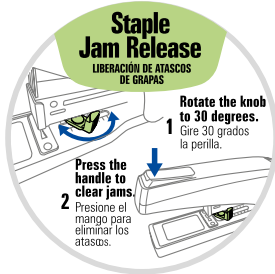 Staple
Jam Release
LIBERACIÓN DE ATASCOS
DE GRAPAS
1
Rotate the knob
to 30 degrees.
Gire 30 grados
la perilla.
2
Press the
handle to
clear jams.
Presione el
mango para
eliminar los
atascos.